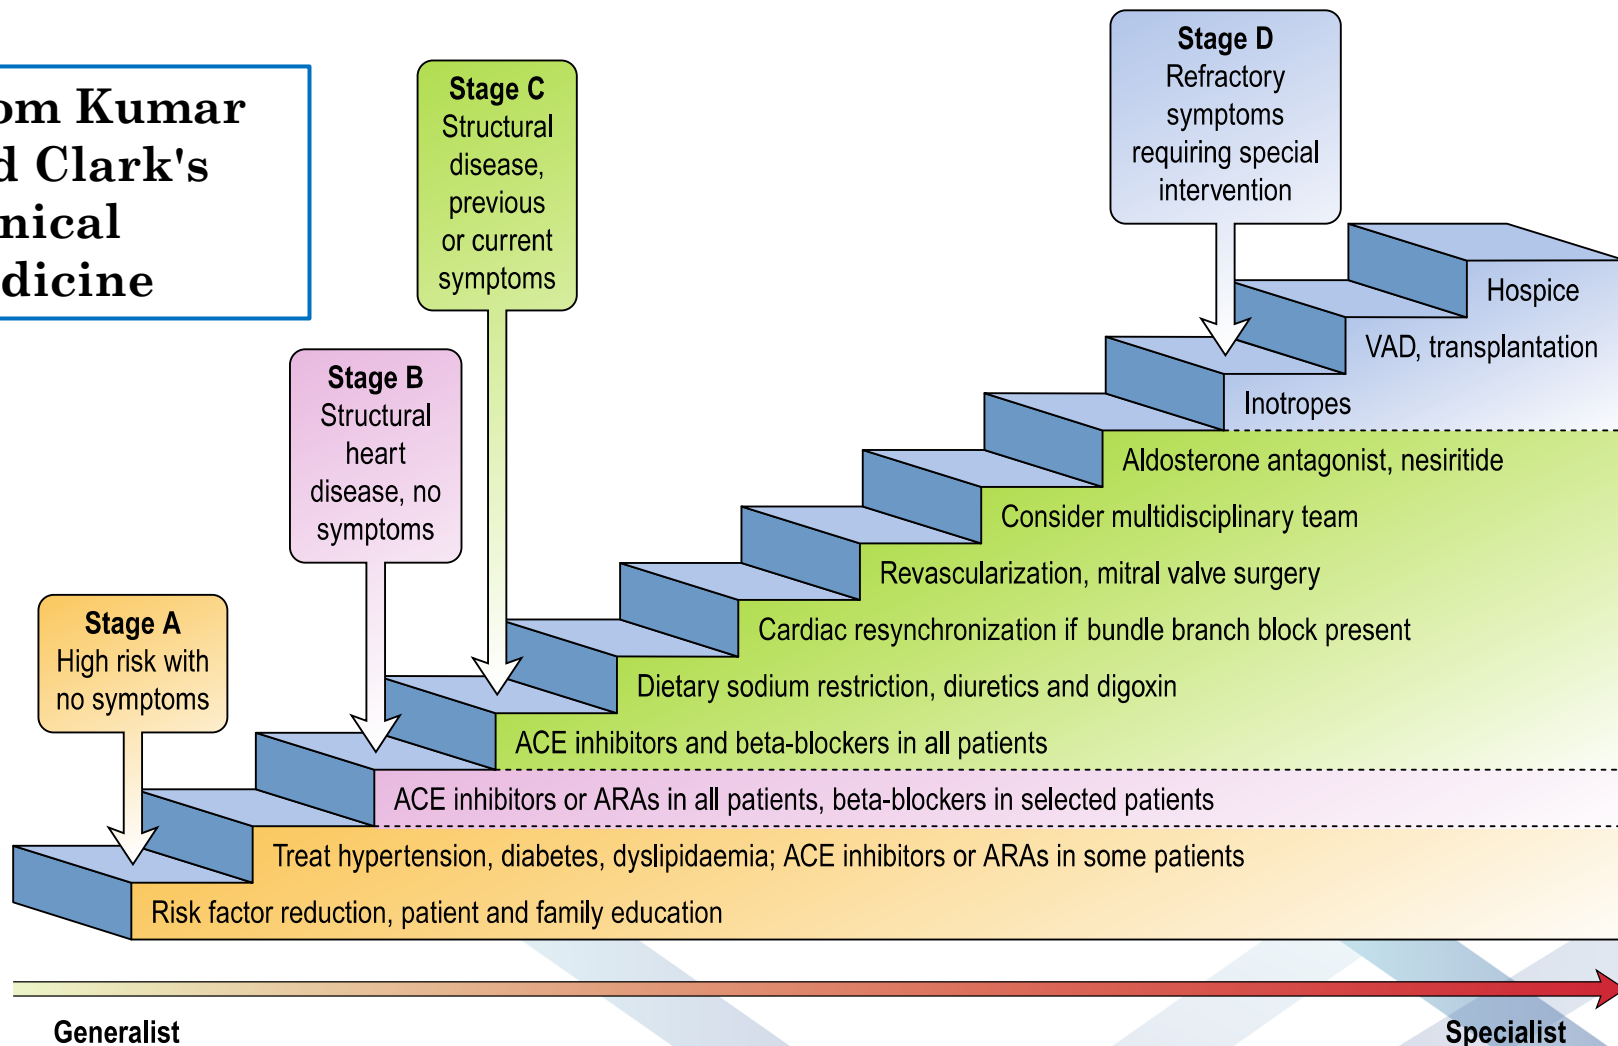 om Kumar
d Clark's
nical
dicine
Stage A
High risk with
no symptoms
Stage B
Structural
heart
disease, no
symptoms
Stage C
Structural
disease,
previous
or current
symptoms
Stage D
Refractory
symptoms
requiring special
intervention
Hospice
VAD, transplantation
Inotropes
Aldosterone antagonist, nesiritide
Consider multidisciplinary team
Revascularization, mitral valve surgery
Cardiac resynchronization if bundle branch block present
Dietary sodium restriction, diuretics and digoxin
ACE inhibitors and beta-blockers in all patients
ACE inhibitors or ARAs in all patients, beta-blockers in selected patients
Treat hypertension, diabetes, dyslipidaemia; ACE inhibitors or ARAs in some patients
Risk factor reduction, patient and family education
Generalist
Specialist